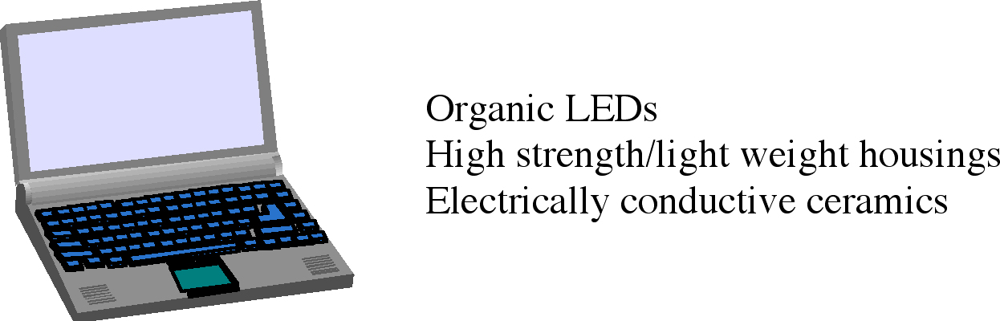 Organic LEDs
High strength/light weight housings
Electrically conductive ceramics